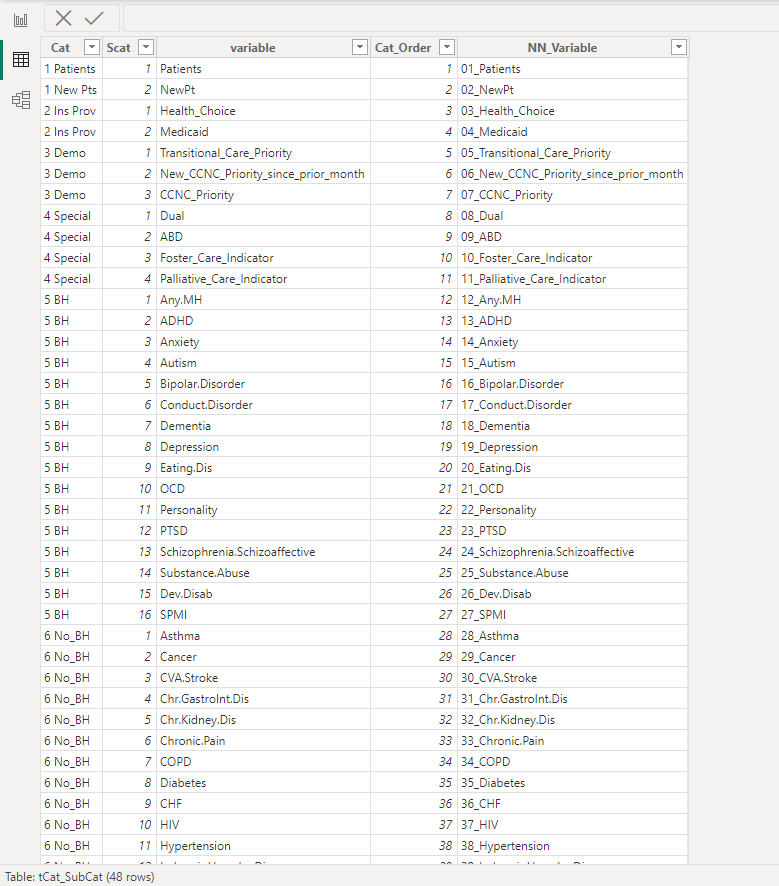 Cat Scat variable Cat_Order NN_Variable
1 Patients 1 Patients 1 01_Patients
1 New Pts 2 NewPt 2 02_NewPt
2 Ins Prov 1 Health_Choice 3 03_Health_Choice
2 Ins Prov 2 Medicaid 4 04_Medicaid
3 Demo 1 Transitional_Care_Priority 5 05_Transitional_Care_Priority
3 Demo 2 New_CCNC_Priority_since_prior_month 6 06_New_CCNC_Priority_since_prior_month
3 Demo 3 CCNC_Priority 7 07_CCNC_Priority
4 Special 1 Dual 8 08_Dual
4 Special 2 ABD 9 09_ABD
4 Special 3 Foster_Care_Indicator 10 10_Foster_Care_Indicator
4 Special 4 Palliative_Care_Indicator 11 11_Palliative_Care_Indicator
5 BH 1 Any.MH 12 12_Any.MH
5 BH 2 ADHD 13 13_ADHD
5 BH 3 Anxiety 14 14_Anxiety
5 BH 4 Autism 15 15_Autism
5 BH 5 Bipolar.Disorder 16 16_Bipolar.Disorder
5 BH 6 Conduct.Disorder 17 17_Conduct.Disorder
5 BH 7 Dementia 18 18_Dementia
5 BH 8 Depression 19 19_Depression
5 BH 9 Eating.Dis 20 20_Eating.Dis
5 BH 10 OCD 21 21_OCD
5 BH 11 Personality 22 22_Personality
5 BH 12 PTSD 23 23_PTSD
5 BH 13 Schizophrenia.Schizoaffective 24 24_Schizophrenia.Schizoaffective
5 BH 14 Substance.Abuse 25 25_Substance.Abuse
5 BH 15 Dev.Disab 26 26_Dev.Disab
5 BH 16 SPMI 27 27_SPMI
6 No_BH 1 Asthma 28 28_Asthma
6 No_BH 2 Cancer 29 29_Cancer
6 No_BH 3 CVA.Stroke 30 30_CVA.Stroke
6 No_BH 4 Chr.GastroInt.Dis 31 31_Chr.GastroInt.Dis
6 No_BH 5 Chr.Kidney.Dis 32 32_Chr.Kidney.Dis
6 No_BH 6 Chronic.Pain 33 33_Chronic.Pain
6 No_BH 7 COPD 34 34_COPD
6 No_BH 8 Diabetes 35 35_Diabetes
6 No_BH 9 CHF 36 36_CHF
6 No_BH 10 HIV 37 37_HIV
6 No_BH 11 Hypertension 38 38_Hypertension
Table: tCat_SubCat (48 rows)